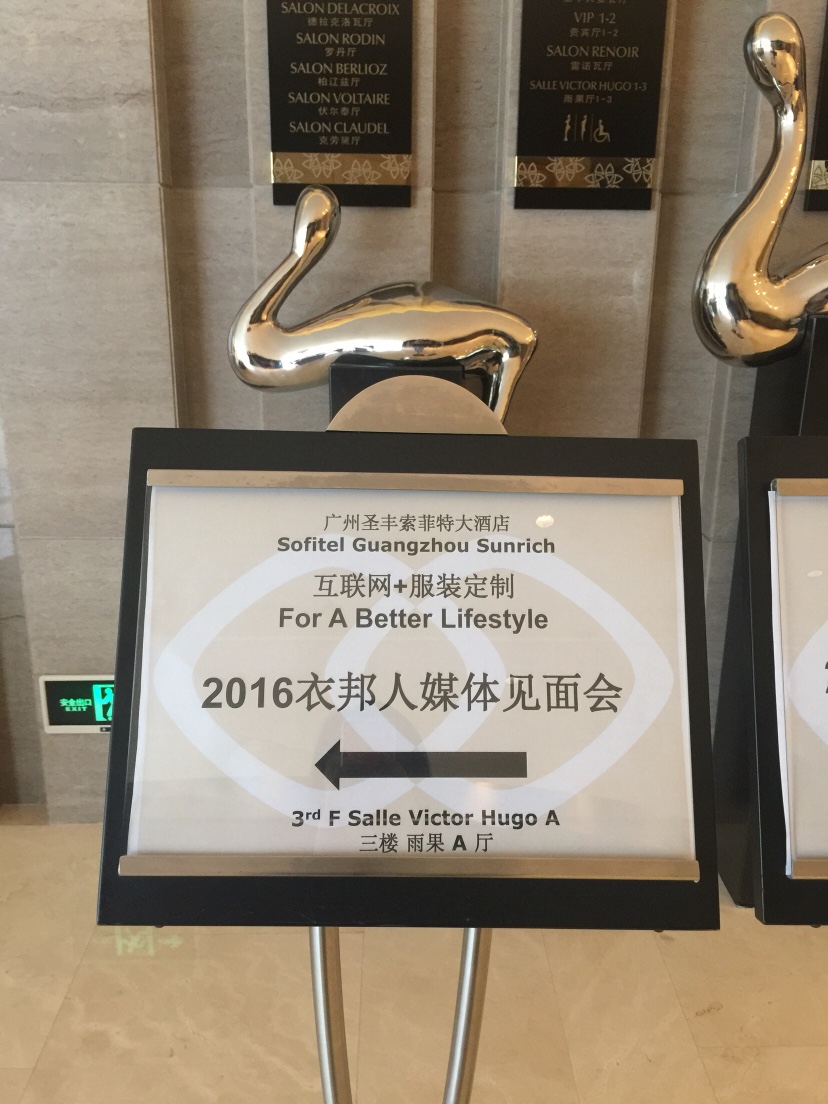 SALON DELACROIX
德拉克洛瓦厅
SALON RODIN
罗丹厅
SALON BERLIOZ
柏辽兹厅
SALON VOLTAIRE
伏尔泰厅
SALON CLAUDEL
克劳黛厅
VIP 1-2
贵宾厅1-2
SALON RENOIR
雷诺瓦厅
SALLE VICTOR HUGO 1-3
雨果厅1-3
广州圣丰索菲特大酒店
Sofitel Guangzhou Sunrich
互联网+服装定制
For A Better Lifestyle
2016衣邦人媒体见面会
3rd F Salle Victor Hugo A
三楼 雨果 A 厅
安全出口
EXIT